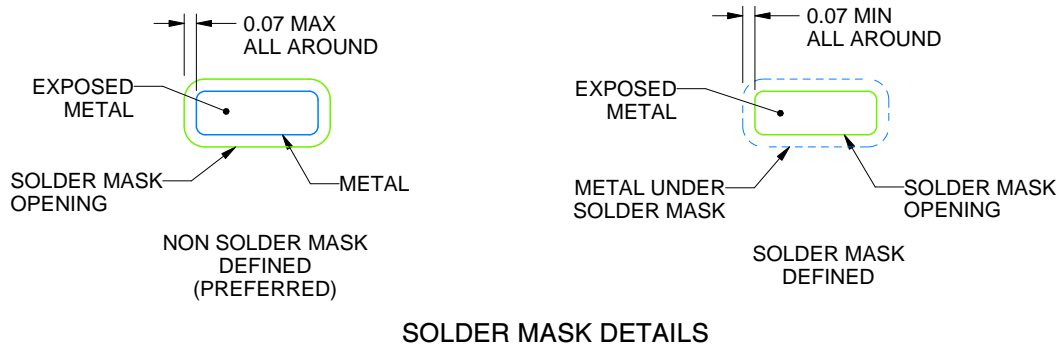 0.07 MAX
ALL AROUND
EXPOSED
METAL
SOLDER MASK
OPENING
METAL
NON SOLDER MASK
DEFINED
(PREFERRED)
0.07 MIN
ALL AROUND
EXPOSED
METAL
METAL UNDER
SOLDER MASK
SOLDER MASK
OPENING
SOLDER MASK
DEFINED
SOLDER MASK DETAILS